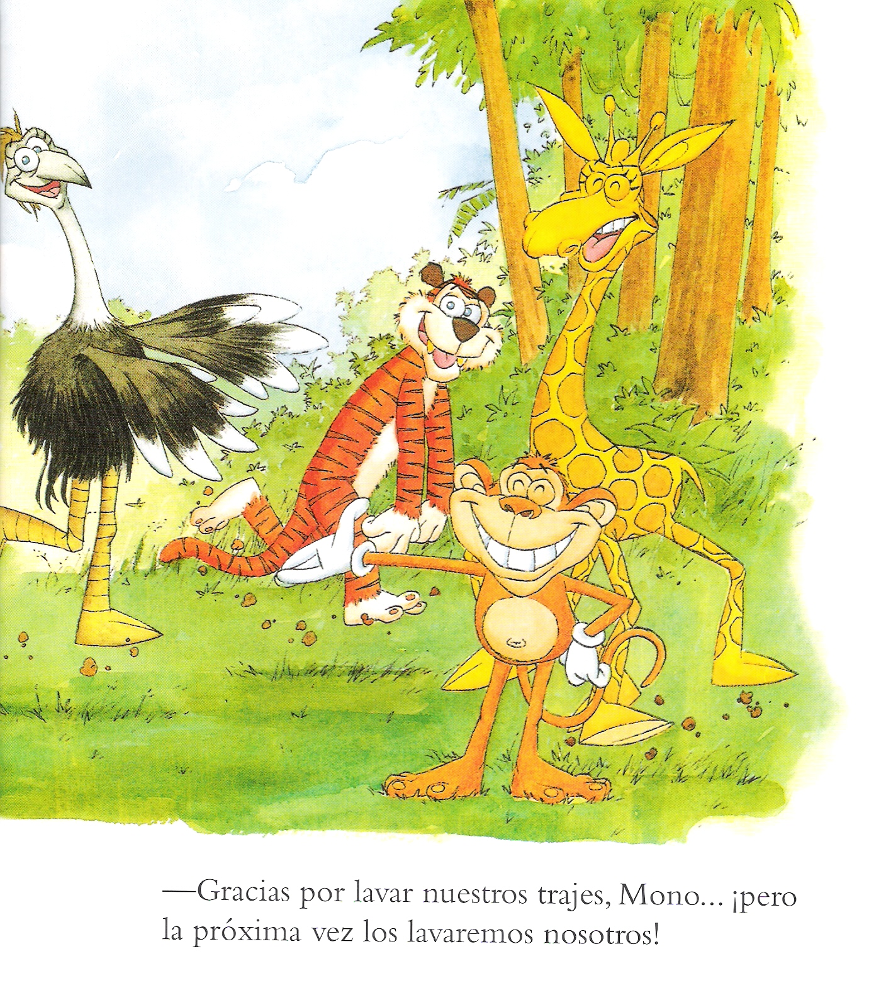 —Gracias por lavar nuestros trajes, Mono... ¡pero
la próxima vez los lavaremos nosotros!